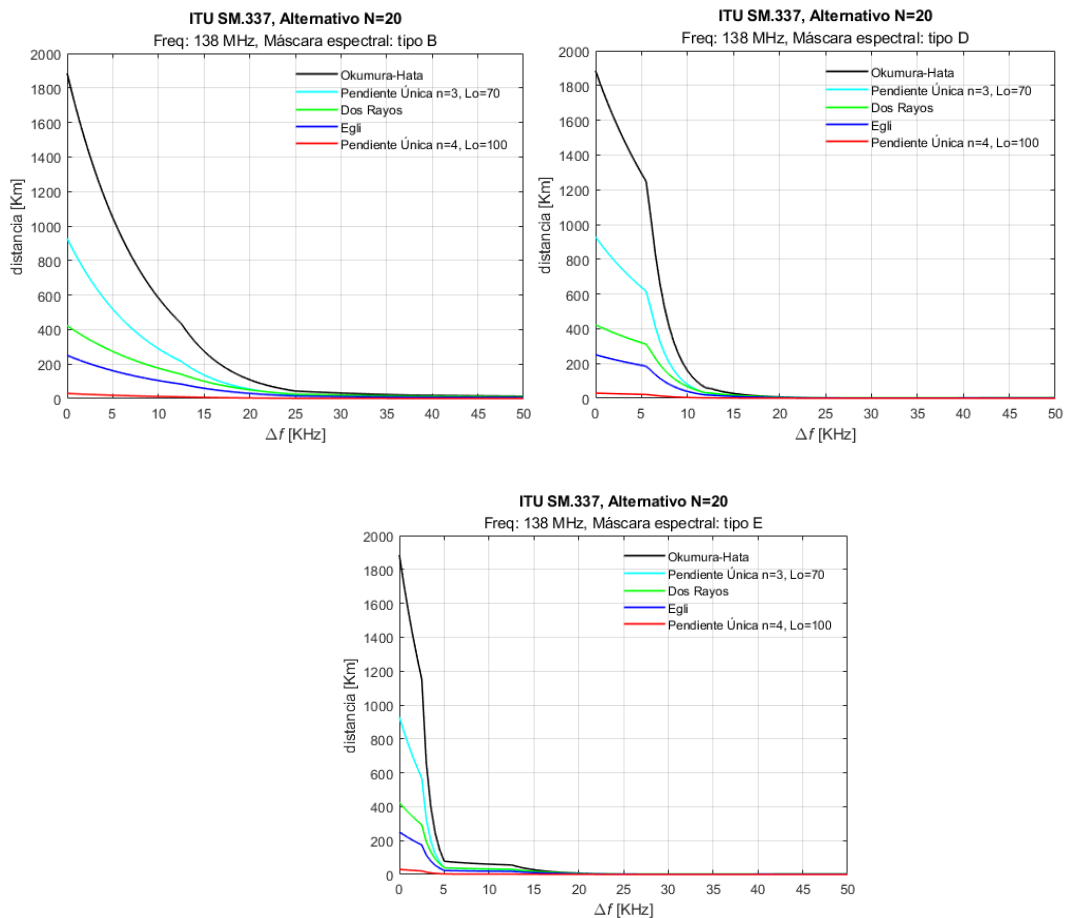 ITU SM.337, Alternativo N=20
Freq: 138 MHz, Máscara espectral: tipo B
2000
1800
1600
1400
1200
1000
800
600
400
200
0
distancia [Km]
Okumura-Hata
Pendiente Única n=3, Lo=70
Dos Rayos
Egli
Pendiente Única n=4, Lo=100
0 5 10 15 20 25 30 35 40 45 50
Δf [KHz]
ITU SM.337, Alternativo N=20
Freq: 138 MHz, Máscara espectral: tipo D
2000
1800
1600
1400
1200
1000
800
600
400
200
0
distancia [Km]
Okumura-Hata
Pendiente Única n=3, Lo=70
Dos Rayos
Egli
Pendiente Única n=4, Lo=100
0 5 10 15 20 25 30 35 40 45 50
Δf [KHz]
ITU SM.337, Alternativo N=20
Freq: 138 MHz, Máscara espectral: tipo E
2000
1800
1600
1400
1200
1000
800
600
400
200
0
distancia [Km]
Okumura-Hata
Pendiente Única n=3, Lo=70
Dos Rayos
Egli
Pendiente Única n=4, Lo=100
0 5 10 15 20 25 30 35 40 45 50
Δf [KHz]